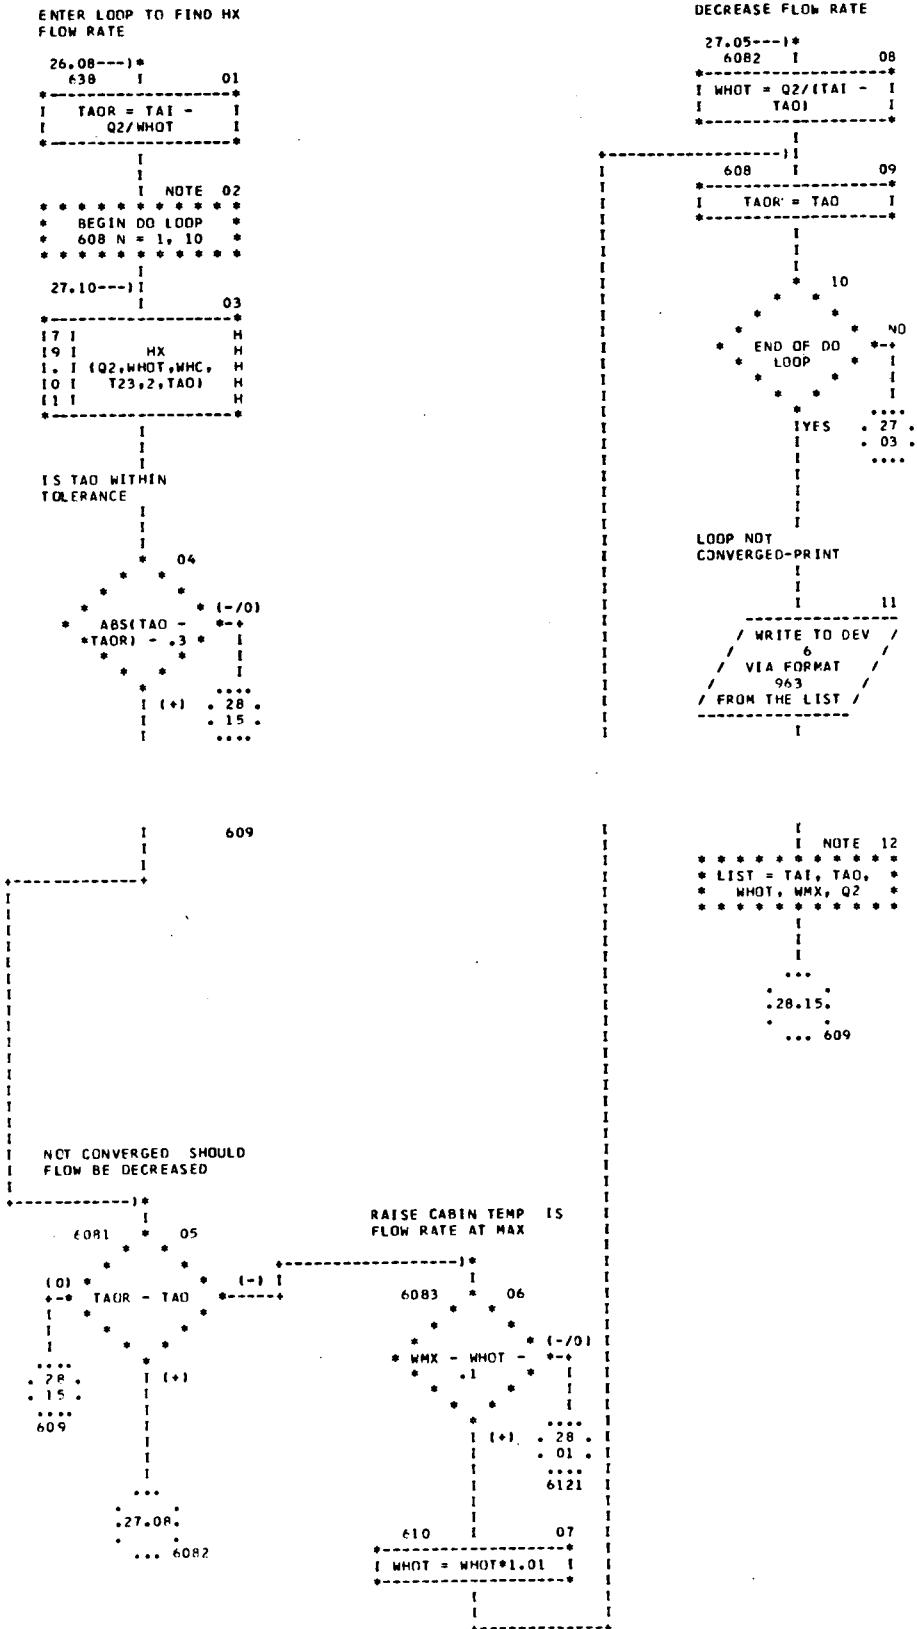 ENTER LOOP TO FIND HX
FLOW RATE
26.08---)*
638 01
TAOR = TAI -
Q2/WHOT
NOTE 02
BEGIN DO LOOP
608 N = 1, 10
27.10---)I
03
I7 I H
I9 I HX H
I. I (Q2,WHOT,WHC, H
I0 I T23,2,TAO) H
I1 I H
IS TAO WITHIN
TOLERANCE
04
(-/0)
ABS(TAO -
TAOR) - .3
(+)
28
15
609
NOT CONVERGED SHOULD
FLOW BE DECREASED
6081 05
(0) (-)
TAOR - TAO
28
15
609
(+)
.27.08.
6082
RAISE CABIN TEMP IS
FLOW RATE AT MAX
6083 06
(-/0)
WMX - WHOT -
.1
(+)
28
01
6121
610 07
WHOT = WHOT*1.01
DECREASE FLOW RATE
27.05---)*
6082 08
WHOT = Q2/(TAI -
TAO)
608 09
TAOR = TAO
10
NO
END OF DO
LOOP
YES
27
03
LOOP NOT
CONVERGED-PRINT
11
WRITE TO DEV
6
VIA FORMAT
963
FROM THE LIST
NOTE 12
LIST = TAI, TAO,
WHOT, WMX, Q2
.28.15.
609